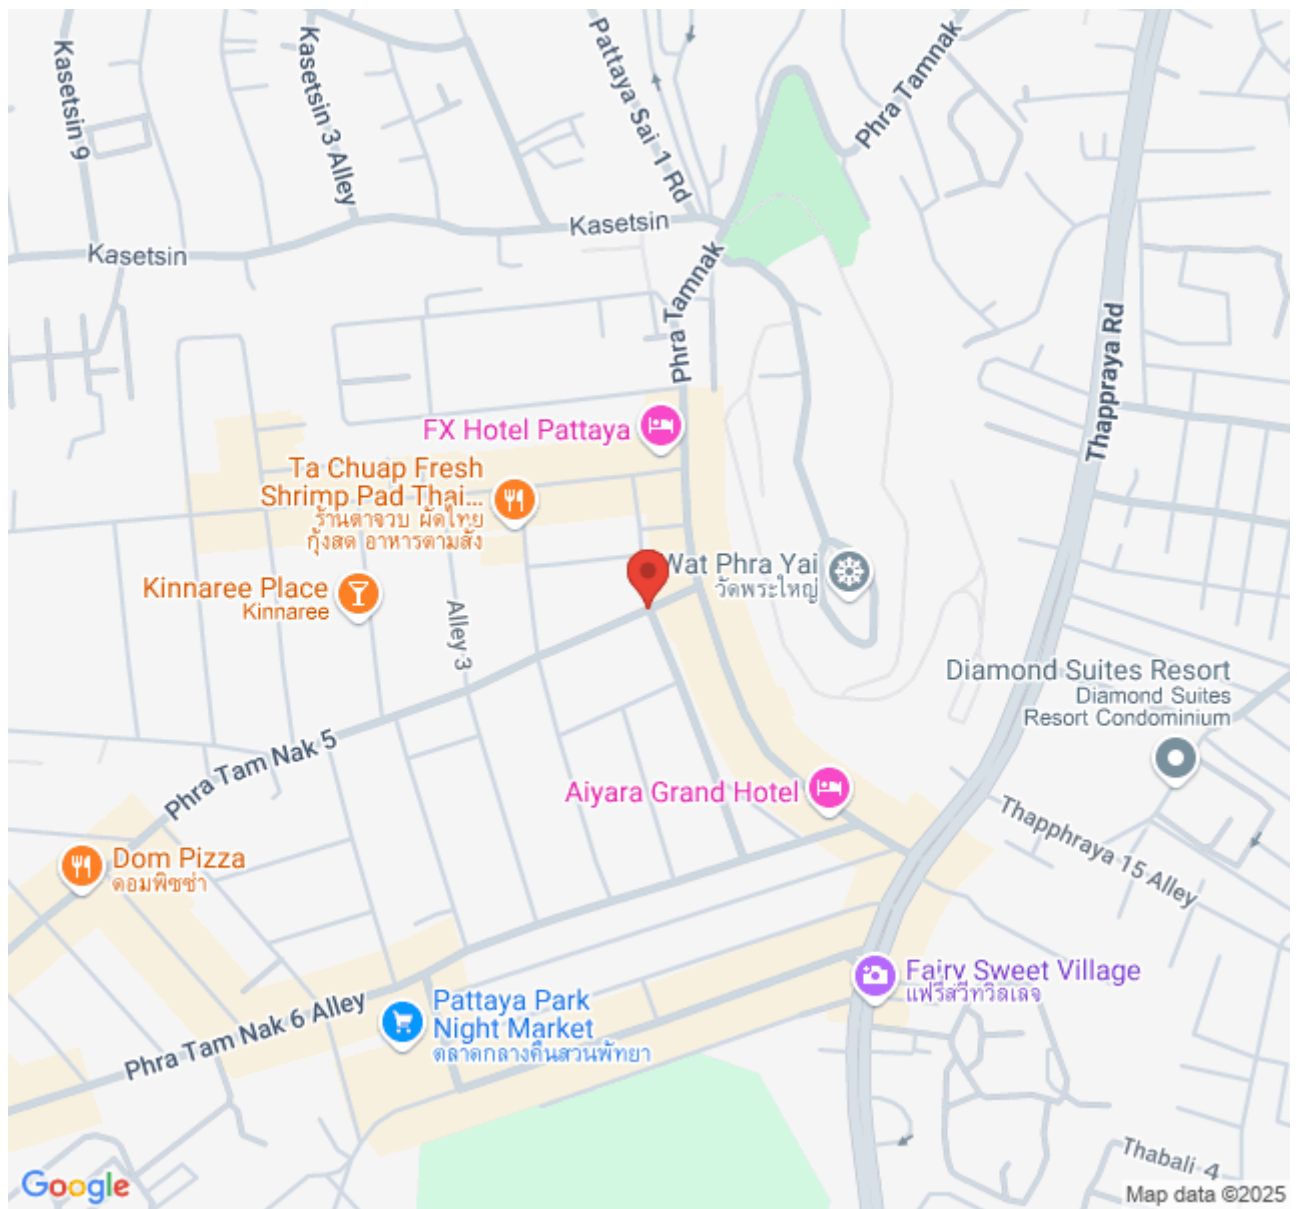 Kasetsin 9
Kasetsin 3 Alley
Pattaya Sai 1 Rd
Phra Tamnak
Kasetsin
Kasetsin
Phra Tamnak
Thappraya Rd
FX Hotel Pattaya
Ta Chuap Fresh
Shrimp Pad Thai...
ร้านตาจวบ ผัดไทย
กุ้งสด อาหารตามสั่ง
Wat Phra Yai
วัดพระใหญ่
Kinnaree Place
Kinnaree
Alley 3
Diamond Suites Resort
Diamond Suites
Resort Condominium
Phra Tam Nak 5
Aiyara Grand Hotel
Thapphraya 15 Alley
Dom Pizza
ดอมพิซซ่า
Fairy Sweet Village
แฟรี่สวีทวิลเลจ
Pattaya Park
Night Market
ตลาดกลางคืนสวนพัทยา
Phra Tam Nak 6 Alley
Thabali 4
Google
Map data ©2025